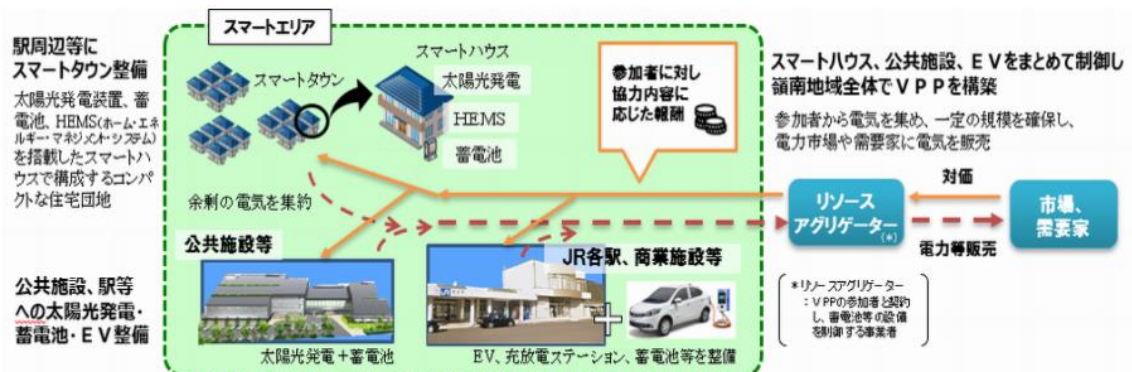 スマートエリア
駅周辺等に
スマートタウン整備
太陽光発電装置、蓄
電池、HEMS(ホーム・エネ
ルギー・マネジメント・システム)
を搭載したスマートハ
ウスで構成するコンパ
クトな住宅団地
スマートタウン
スマートハウス
太陽光発電
HEMS
蓄電池
参加者に対し
協力内容に
応じた報酬
スマートハウス、公共施設、EVをまとめて制御し
嶺南地域全体でVPPを構築
参加者から電気を集め、一定の規模を確保し、
電力市場や需要家に電気を販売
余剰の電気を集約
対価
リソース
アグリゲーター
(*)
市場、
需要家
電力等販売
公共施設等
JR各駅、商業施設等
公共施設、駅等
への太陽光発電・
蓄電池・EV整備
太陽光発電+蓄電池
EV、充放電ステーション、蓄電池等を整備
*リソースアグリゲーター
:VPPの参加者と契約
し、蓄電池等の設備
を制御する事業者